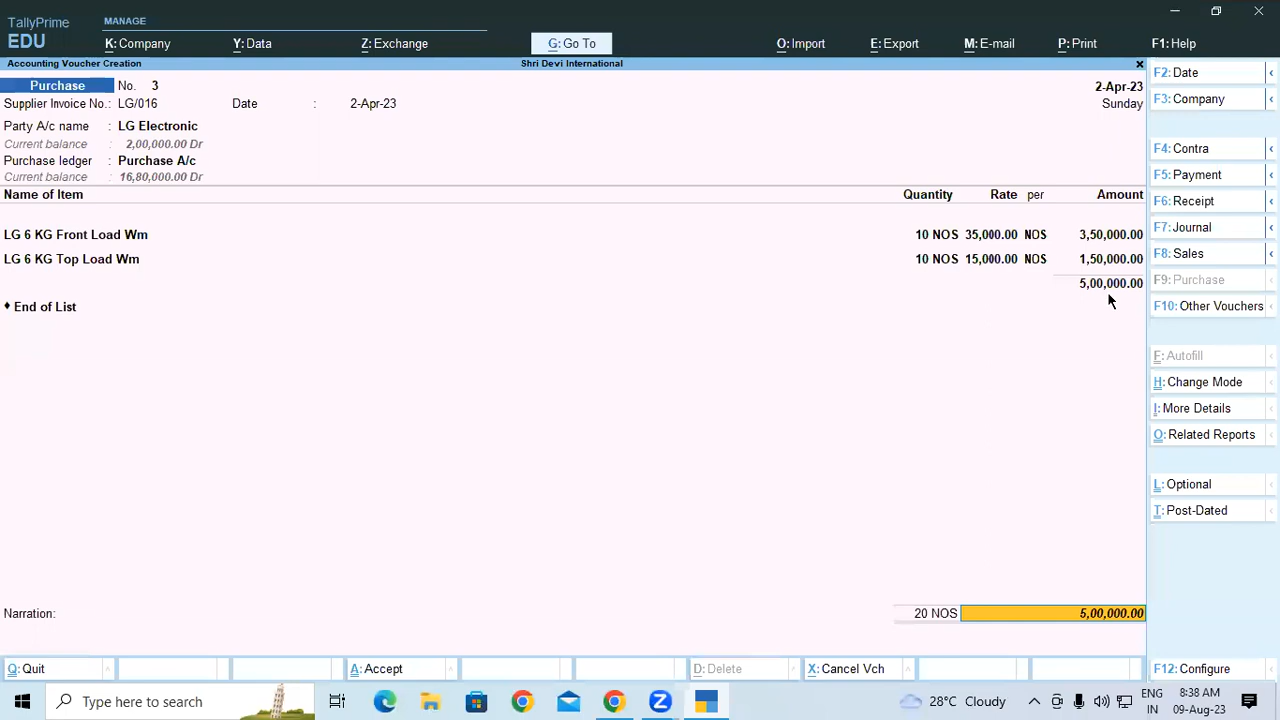 TallyPrime
EDU
MANAGE
K: Company Y: Data Z: Exchange G: Go To O: Import E: Export M: E-mail P: Print F1: Help
Accounting Voucher Creation Shri Devi International
Purchase No. 3 2-Apr-23
Supplier Invoice No.: LG/016 Date : 2-Apr-23 Sunday
Party A/c name : LG Electronic
Current balance : 2,00,000.00 Dr
Purchase ledger : Purchase A/c
Current balance : 16,80,000.00 Dr
Name of Item Quantity Rate per Amount
LG 6 KG Front Load Wm 10 NOS 35,000.00 NOS 3,50,000.00
LG 6 KG Top Load Wm 10 NOS 15,000.00 NOS 1,50,000.00
5,00,000.00
♦ End of List
Narration: 20 NOS 5,00,000.00
F2: Date
F3: Company
F4: Contra
F5: Payment
F6: Receipt
F7: Journal
F8: Sales
F9: Purchase
F10: Other Vouchers
F: Autofill
H: Change Mode
I: More Details
O: Related Reports
L: Optional
T: Post-Dated
Q: Quit A: Accept D: Delete X: Cancel Vch F12: Configure
Type here to search 28°C Cloudy ENG 8:38 AM
IN 09-Aug-23